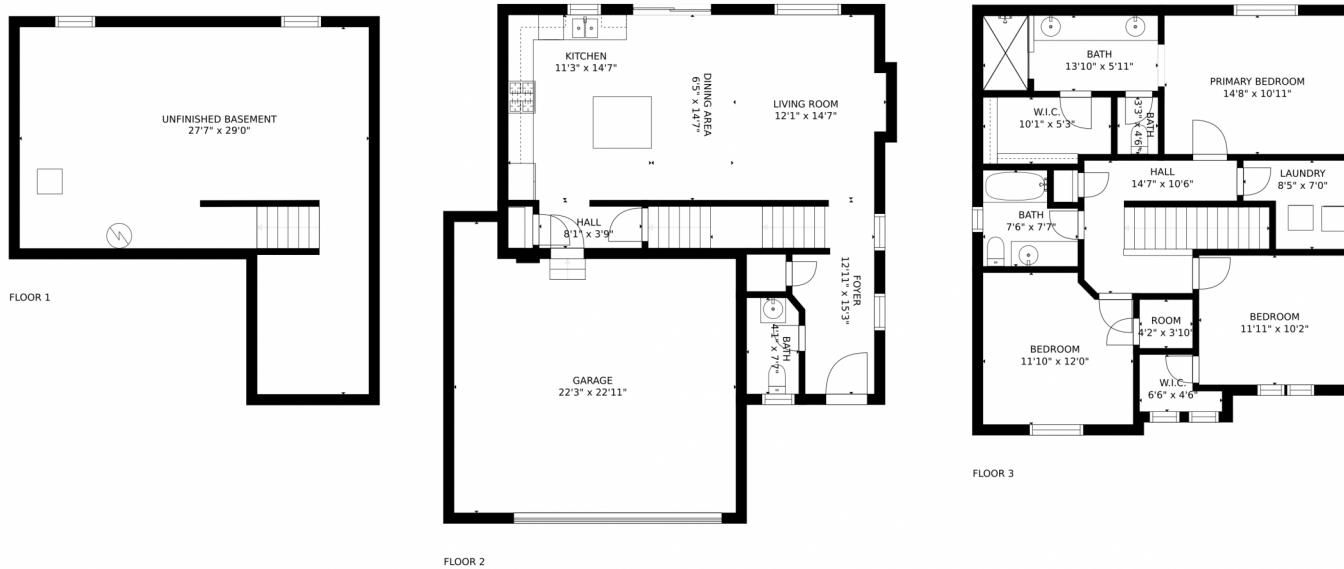 UNFINISHED BASEMENT
27'7" x 29'0"
FLOOR 1
KITCHEN
11'3" x 14'7"
DINING AREA
6'5" x 14'7"
LIVING ROOM
12'1" x 14'7"
HALL
8'1" x 3'9"
FOYER
12'11" x 15'3"
BATH
4'1" x 7'7"
GARAGE
22'3" x 22'11"
FLOOR 2
BATH
13'10" x 5'11"
PRIMARY BEDROOM
14'8" x 10'11"
W.I.C.
10'1" x 5'3"
BATH
3'3" x 4'6"
HALL
14'7" x 10'6"
LAUNDRY
8'5" x 7'0"
BATH
7'6" x 7'7"
BEDROOM
11'10" x 12'0"
ROOM
4'2" x 3'10"
BEDROOM
11'11" x 10'2"
W.I.C.
6'6" x 4'6"
FLOOR 3